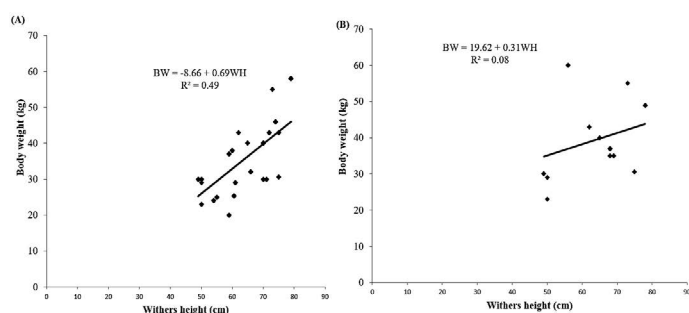 (A)
70
60
50
40
30
20
10
0
Body weight (kg)
BW = -8.66 + 0.69WH
R² = 0.49
0 10 20 30 40 50 60 70 80 90
Withers height (cm)
(B)
70
60
50
40
30
20
10
0
Body weight (kg)
BW = 19.62 + 0.31WH
R² = 0.08
0 10 20 30 40 50 60 70 80 90
Withers height (cm)